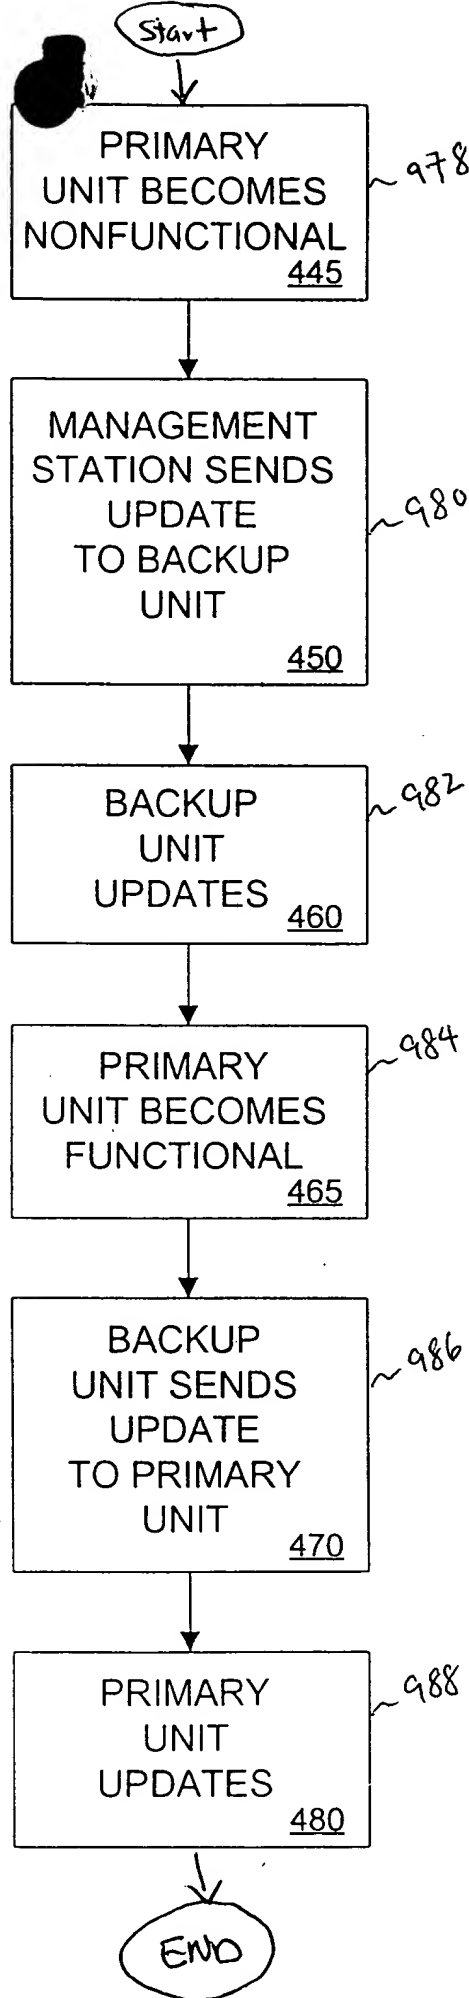 Start
PRIMARY
UNIT BECOMES
NONFUNCTIONAL
445
978
MANAGEMENT
STATION SENDS
UPDATE
TO BACKUP
UNIT
450
980
BACKUP
UNIT
UPDATES
460
982
PRIMARY
UNIT BECOMES
FUNCTIONAL
465
984
BACKUP
UNIT SENDS
UPDATE
TO PRIMARY
UNIT
470
986
PRIMARY
UNIT
UPDATES
480
988
END